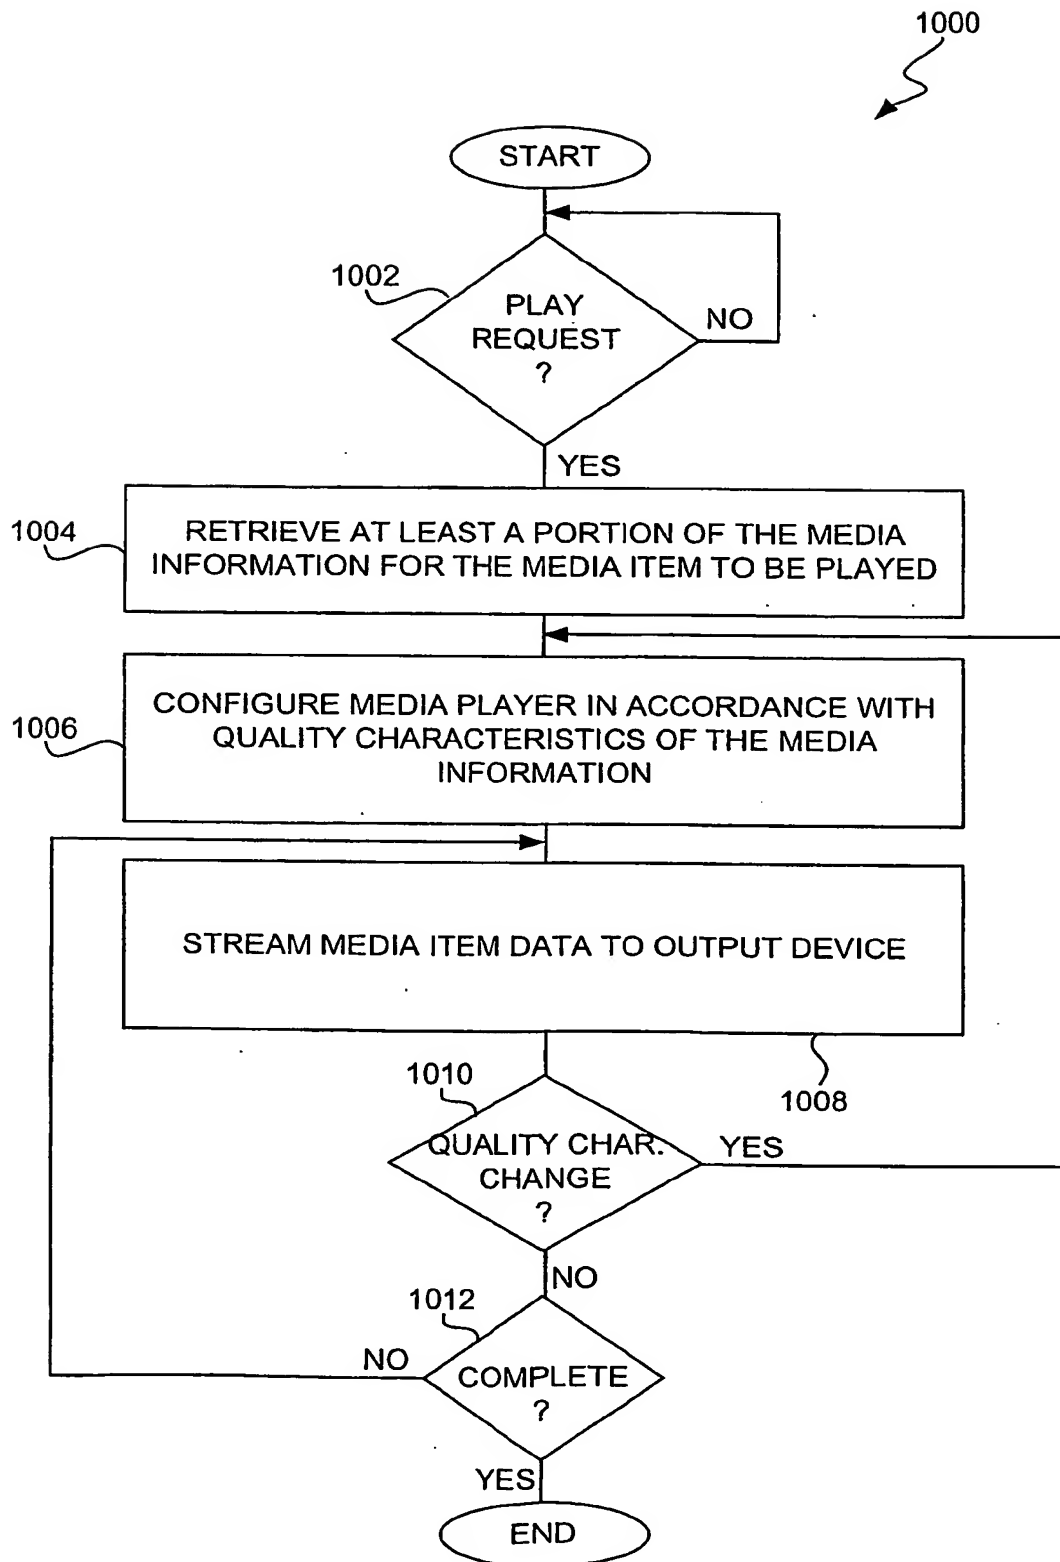 1000
START
1002
PLAY
REQUEST
?
NO
YES
1004
RETRIEVE AT LEAST A PORTION OF THE MEDIA
INFORMATION FOR THE MEDIA ITEM TO BE PLAYED
1006
CONFIGURE MEDIA PLAYER IN ACCORDANCE WITH
QUALITY CHARACTERISTICS OF THE MEDIA
INFORMATION
STREAM MEDIA ITEM DATA TO OUTPUT DEVICE
1008
1010
QUALITY CHAR.
CHANGE
?
YES
NO
1012
COMPLETE
?
NO
YES
END